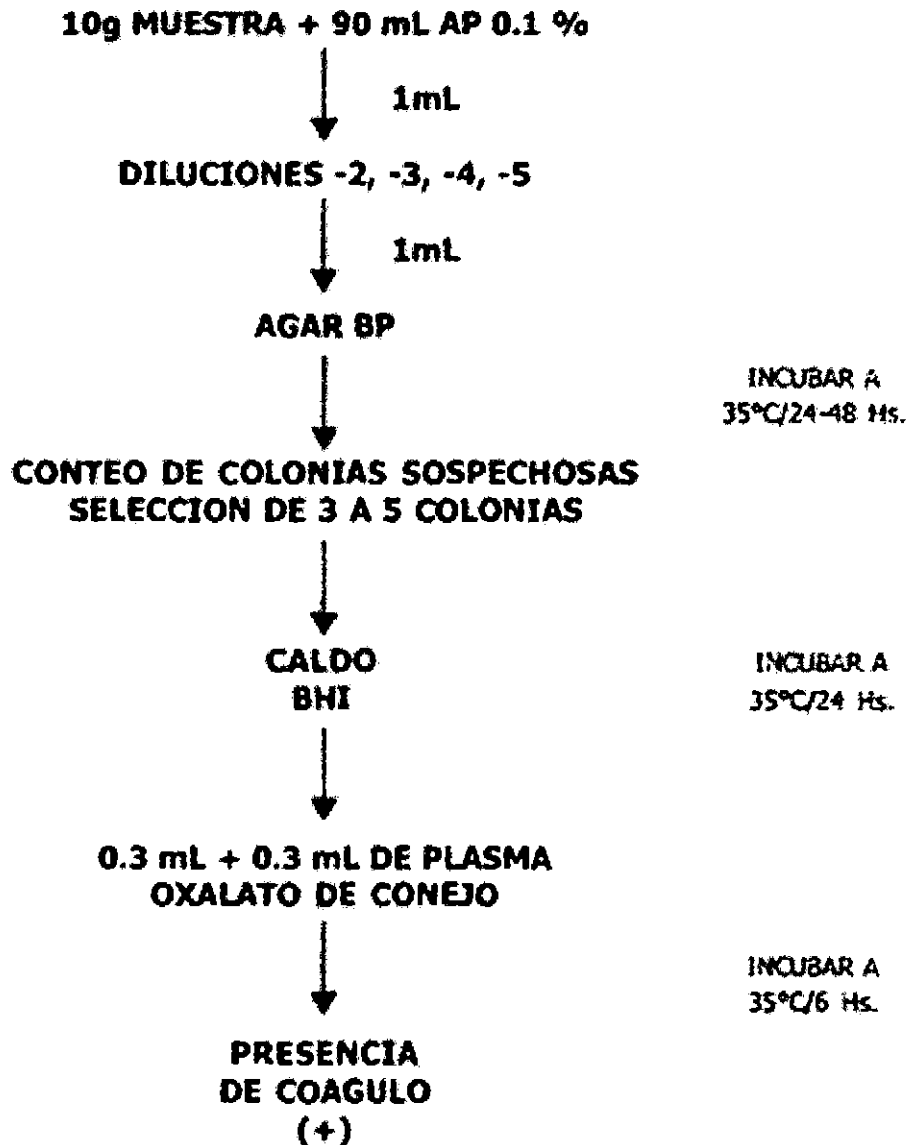 10g MUESTRA + 90 mL AP 0.1 %
1mL
DILUCIONES -2, -3, -4, -5
1mL
AGAR BP
INCUBAR A
35°C/24-48 Hs.
CONTEO DE COLONIAS SOSPECHOSAS
SELECCION DE 3 A 5 COLONIAS
CALDO
BHI
INCUBAR A
35°C/24 Hs.
0.3 mL + 0.3 mL DE PLASMA
OXALATO DE CONEJO
INCUBAR A
35°C/6 Hs.
PRESENCIA
DE COAGULO
(+)